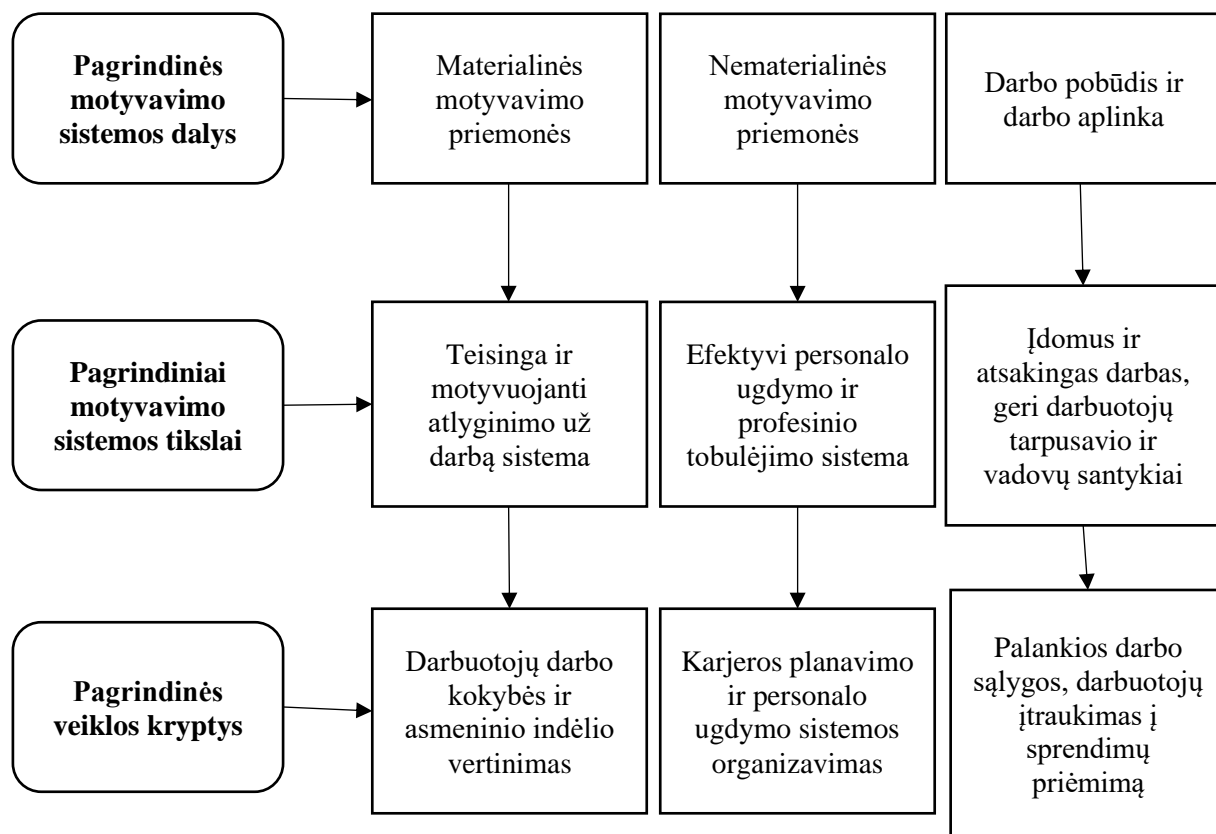 Pagrindinės
motyvavimo
sistemos dalys
Materialinės
motyvavimo
priemonės
Nematerialinės
motyvavimo
priemonės
Darbo pobūdis ir
darbo aplinka
Pagrindiniai
motyvavimo
sistemos tikslai
Teisinga ir
motyvuojanti
atlyginimo už
darbą sistema
Efektyvi personalo
ugdymo ir
profesinio
tobulėjimo sistema
Įdomus ir
atsakingas darbas,
geri darbuotojų
tarpusavio ir
vadovų santykiai
Pagrindinės
veiklos kryptys
Darbuotojų darbo
kokybės ir
asmeninio indėlio
vertinimas
Karjeros planavimo
ir personalo
ugdymo sistemos
organizavimas
Palankios darbo
sąlygos, darbuotojų
įtraukimas į
sprendimų
priėmimą